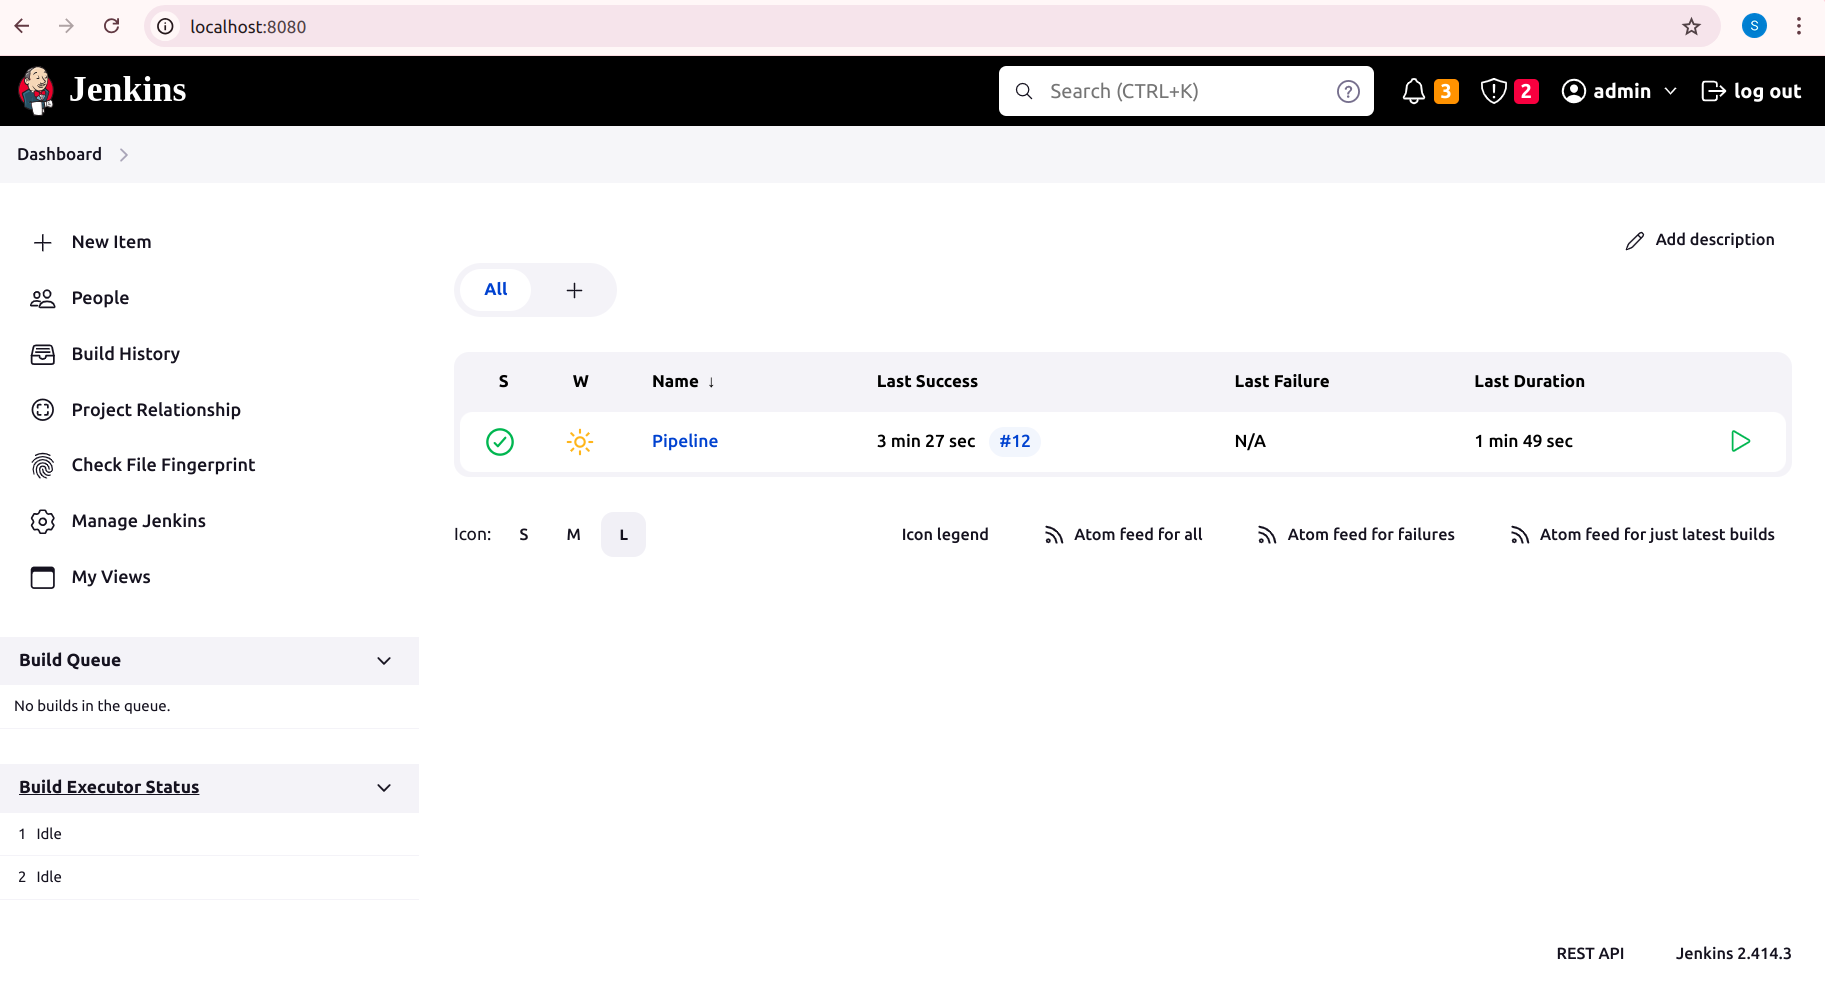 localhost:8080
S
Jenkins
Search (CTRL+K)
3
2
admin
log out
Dashboard
New Item
People
Build History
Project Relationship
Check File Fingerprint
Manage Jenkins
My Views
Build Queue
No builds in the queue.
Build Executor Status
1 Idle
2 Idle
Add description
All
S W Name ↓ Last Success Last Failure Last Duration
Pipeline 3 min 27 sec #12 N/A 1 min 49 sec
Icon: S M L
Icon legend
Atom feed for all
Atom feed for failures
Atom feed for just latest builds
REST API
Jenkins 2.414.3